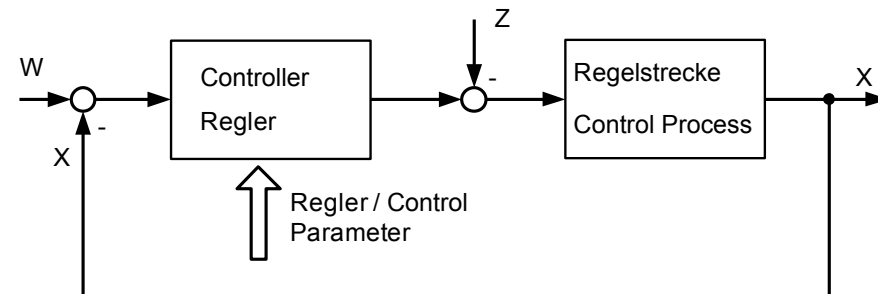 W
-
X
Controller
Regler
Regler / Control
Parameter
Z
-
Regelstrecke
Control Process
X